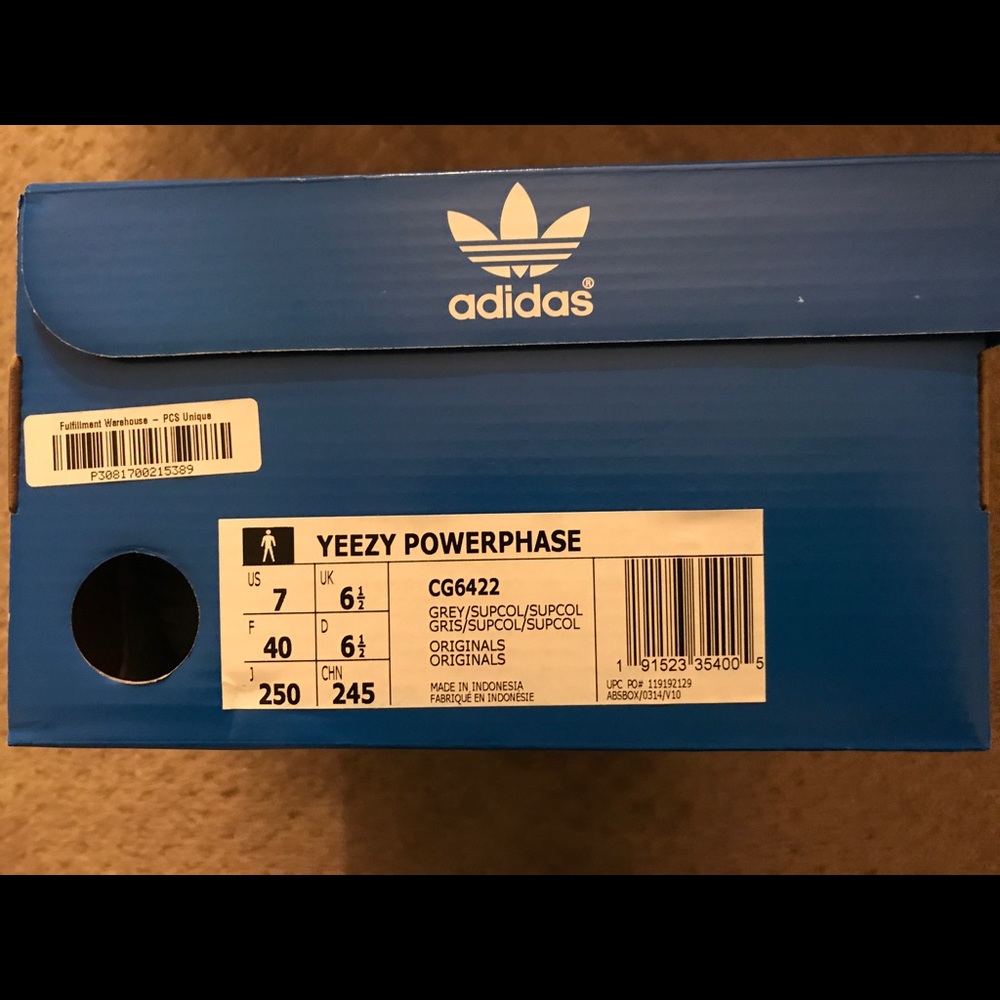 adidas®
Fulfillment Warehouse - PCS Unique
P3081700215389
YEEZY POWERPHASE
US 7 UK 6½
F 40 D 6½
J 250 CHN 245
CG6422
GREY/SUPCOL/SUPCOL
GRIS/SUPCOL/SUPCOL
ORIGINALS
ORIGINALS
MADE IN INDONESIA
FABRIQUÉ EN INDONÉSIE
1 91523 35400 5
UPC PO# 119192129
ABSBOX/0314/V10